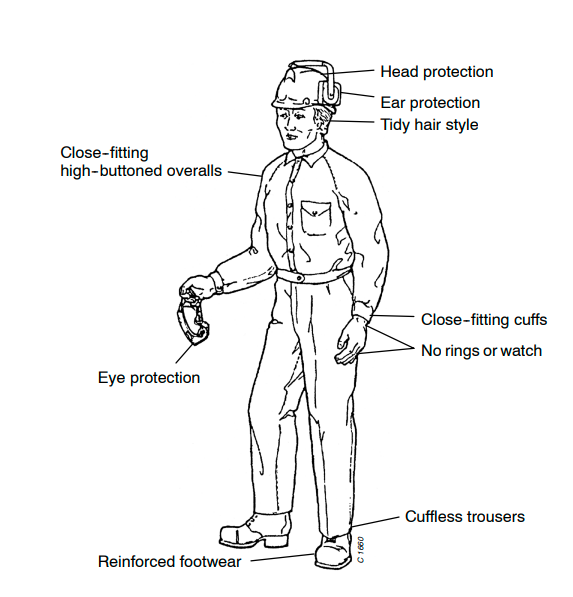 Head protection
Ear protection
Tidy hair style
Close-fitting
high-buttoned overalls
Close-fitting cuffs
No rings or watch
Eye protection
Cuffless trousers
Reinforced footwear
C 1660